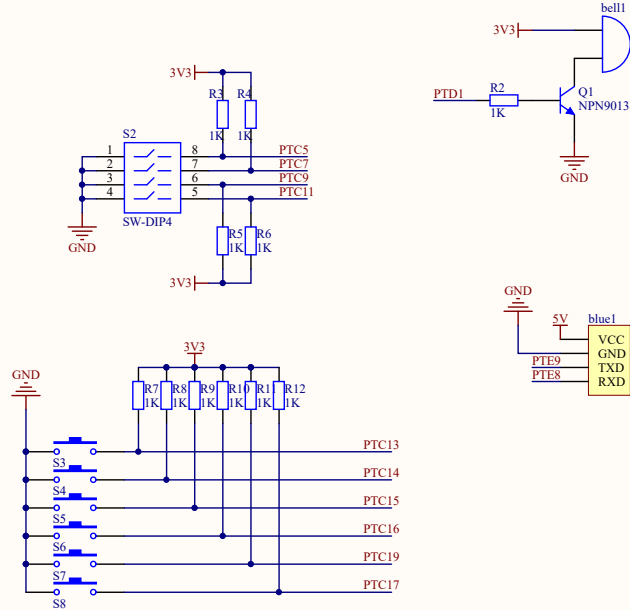 bell1
3V3
3V3
R3 R4
1K 1K
PTD1
R2
1K
Q1
NPN9013
GND
S2
1 8 PTC5
2 7 PTC7
3 6 PTC9
4 5 PTC11
SW-DIP4
GND
R5 R6
1K 1K
3V3
GND
5V
blue1
VCC
GND
PTE9 TXD
PTE8 RXD
3V3
GND
R7 R8 R9 R10 R11 R12
1K 1K 1K 1K 1K 1K
PTC13
S3
PTC14
S4
PTC15
S5
PTC16
S6
PTC19
S7
PTC17
S8